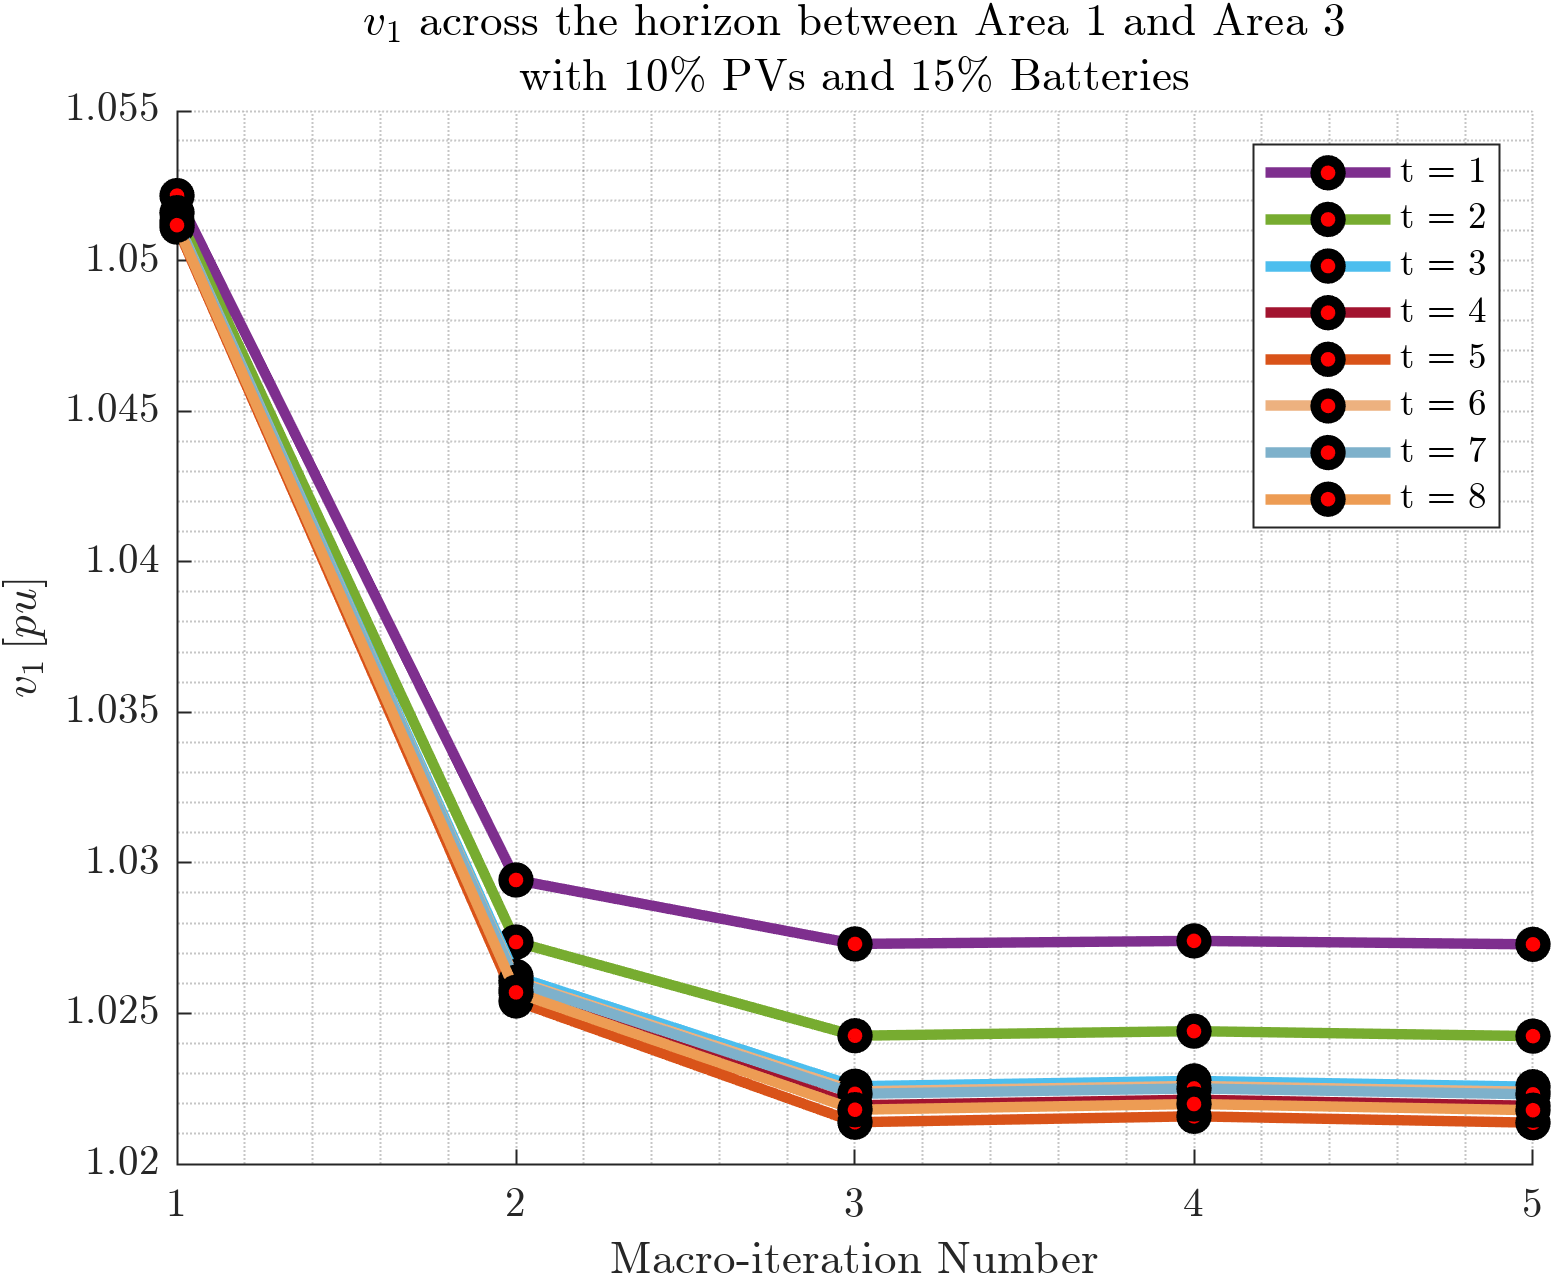 v₁ across the horizon between Area 1 and Area 3
with 10% PVs and 15% Batteries
1.055
1.05
1.045
1.04
1.035
1.03
1.025
1.02
v₁ [pu]
t = 1
t = 2
t = 3
t = 4
t = 5
t = 6
t = 7
t = 8
1 2 3 4 5
Macro-iteration Number